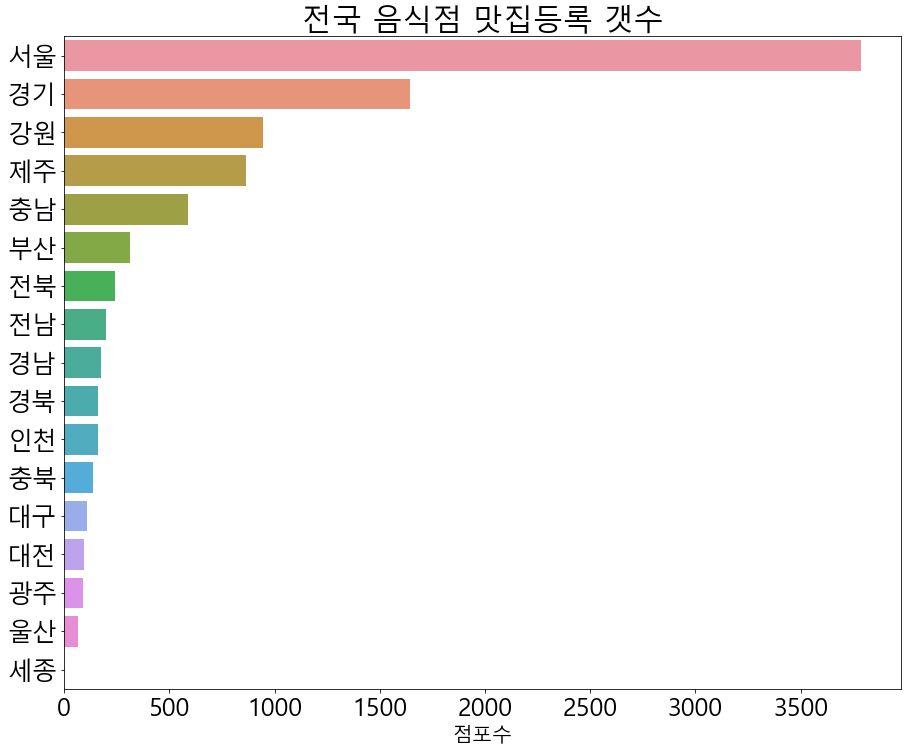 전국 음식점 맛집등록 갯수
서울
경기
강원
제주
충남
부산
전북
전남
경남
경북
인천
충북
대구
대전
광주
울산
세종
0 500 1000 1500 2000 2500 3000 3500
점포수